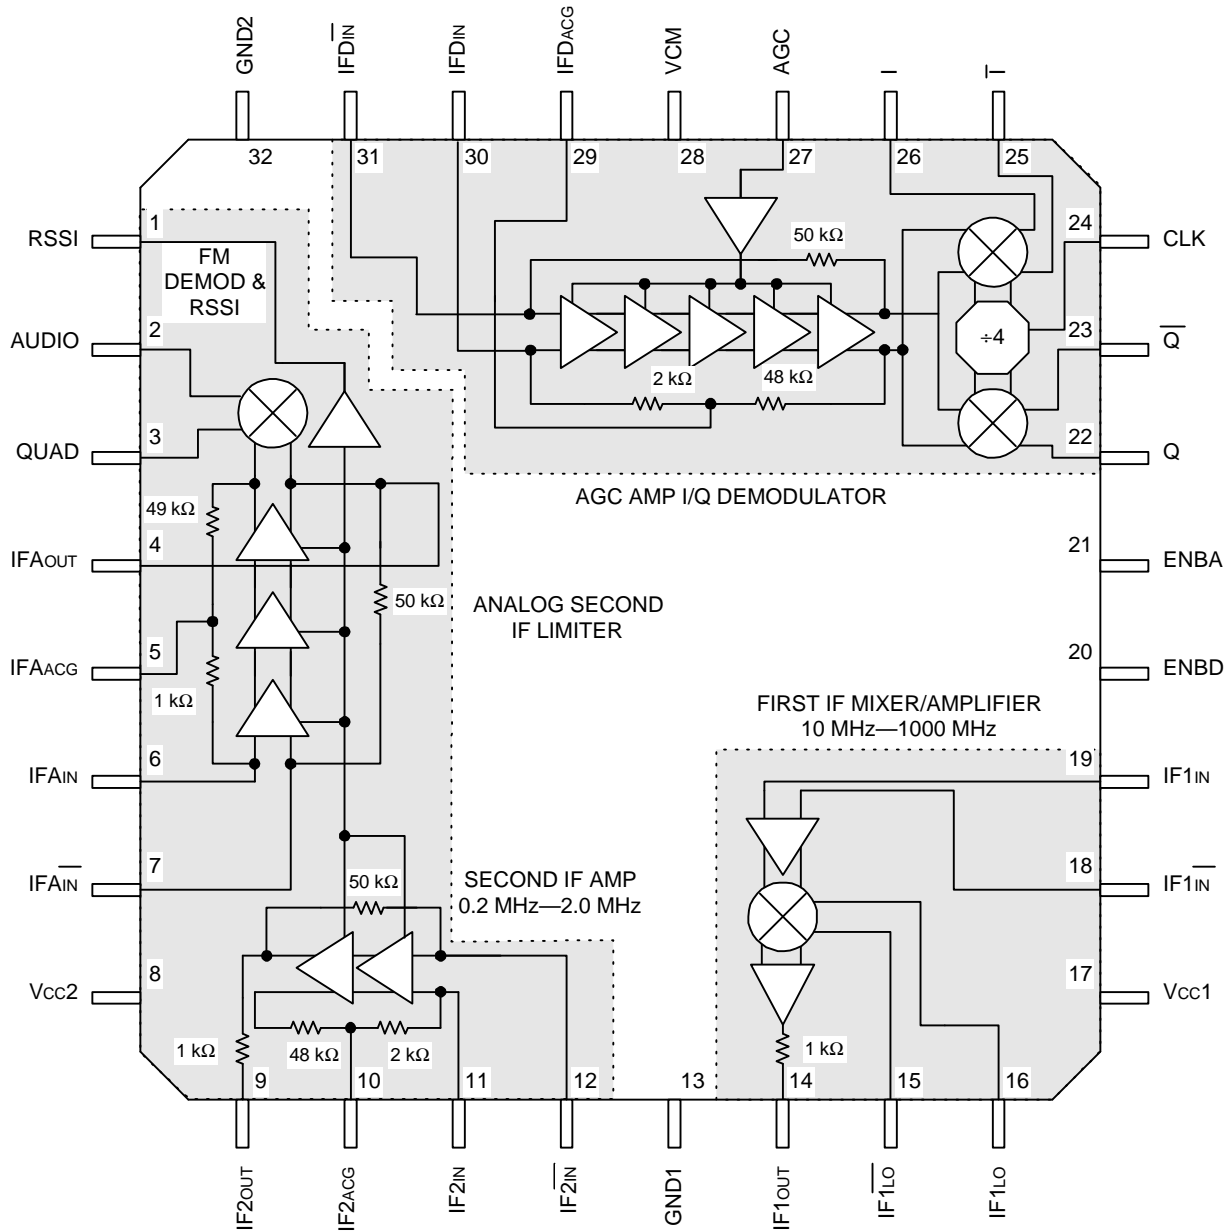 GND2
IFDI̅N̅
IFDIN
IFDACG
VCM
AGC
I
I̅
32
31
30
29
28
27
26
25
1
RSSI
FM
DEMOD &
RSSI
50 kΩ
24
CLK
2
AUDIO
÷4
23
Q̅
2 kΩ
48 kΩ
3
QUAD
22
Q
49 kΩ
AGC AMP I/Q DEMODULATOR
4
IFAOUT
21
ENBA
50 kΩ
ANALOG SECOND
IF LIMITER
5
IFAACG
1 kΩ
20
ENBD
FIRST IF MIXER/AMPLIFIER
10 MHz—1000 MHz
6
IFAIN
19
IF1IN
7
IFAI̅N̅
50 kΩ
SECOND IF AMP
0.2 MHz—2.0 MHz
18
IF1I̅N̅
8
VCC2
17
VCC1
1 kΩ
48 kΩ
2 kΩ
1 kΩ
9
10
11
12
13
14
15
16
IF2OUT
IF2ACG
IF2IN
I̅F̅2̅I̅N̅
GND1
IF1OUT
I̅F̅1̅L̅O̅
IF1LO